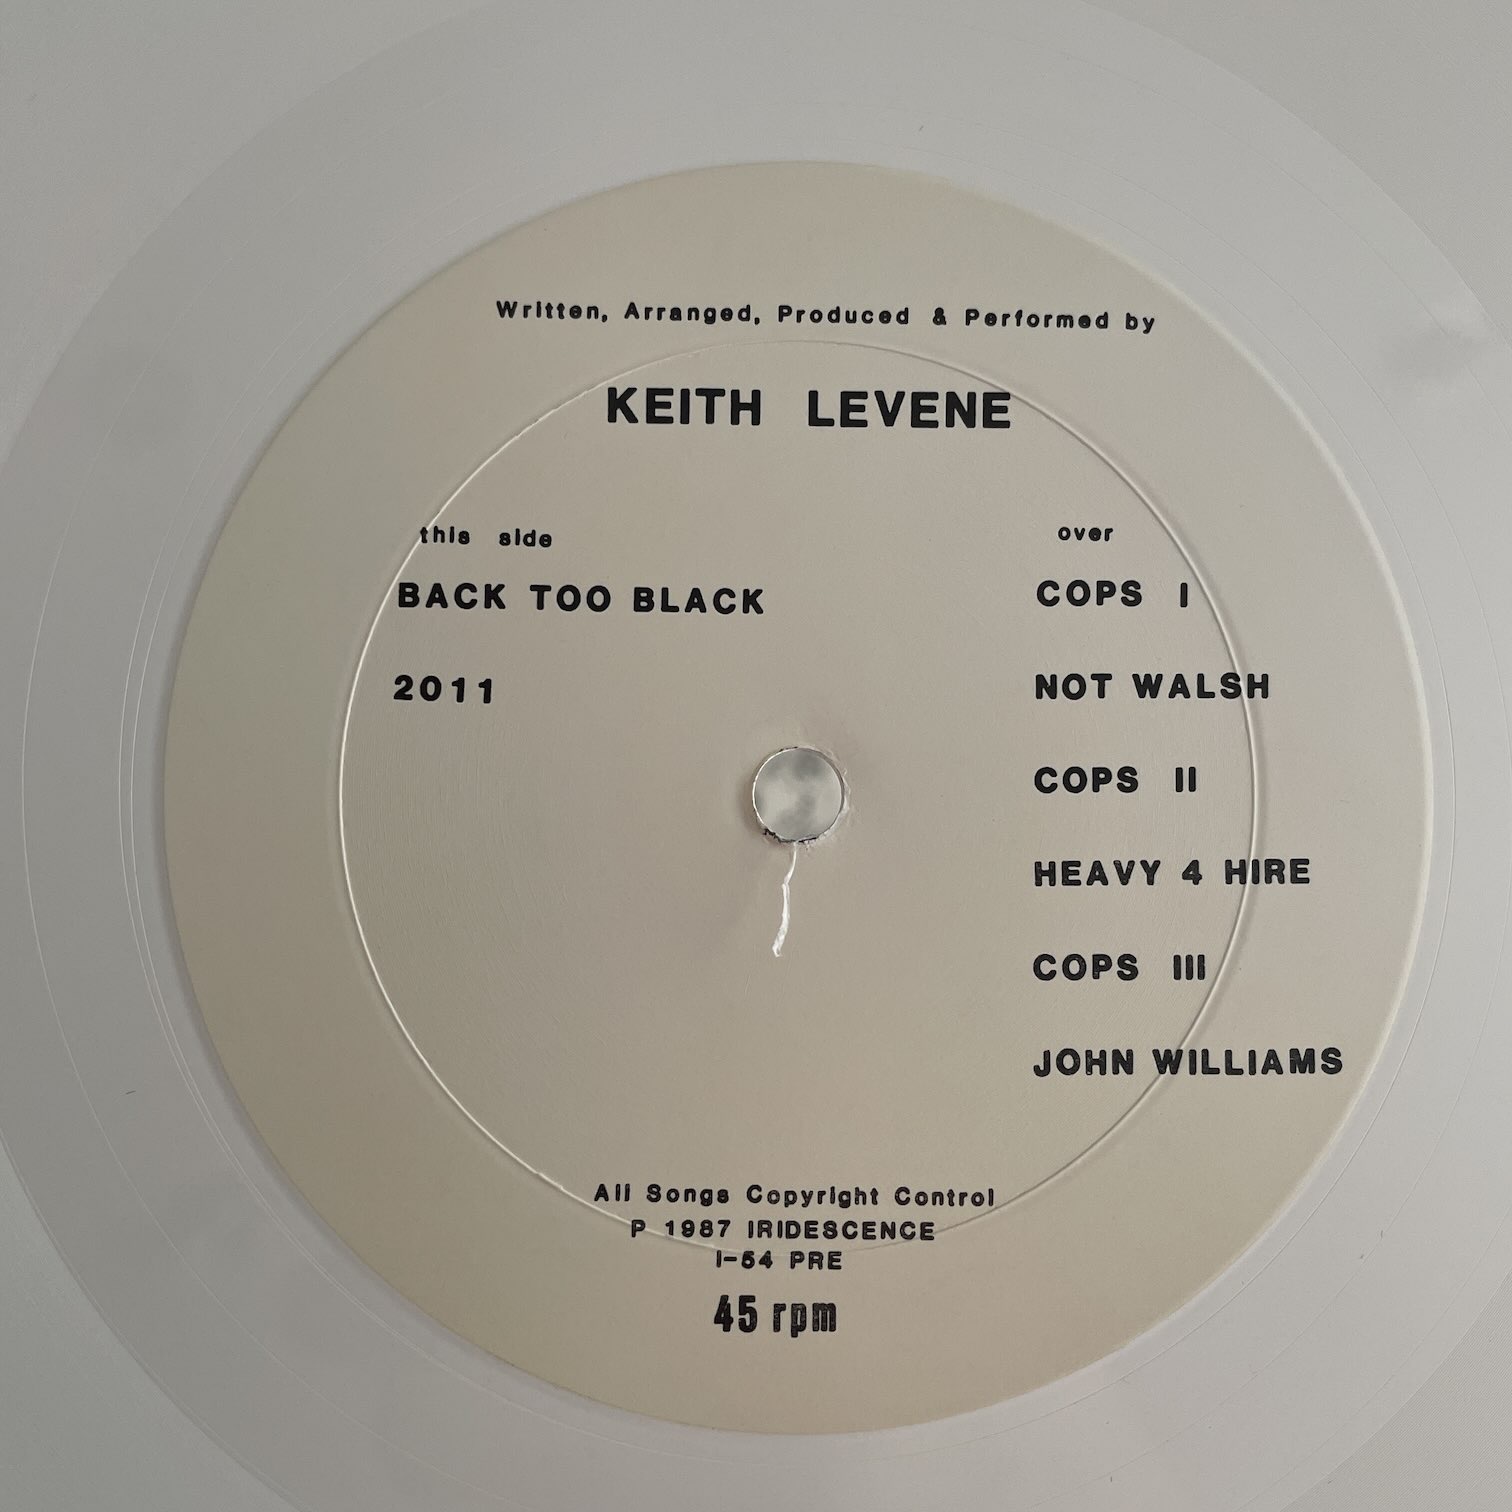 Written, Arranged, Produced & Performed by
KEITH LEVENE
this side
BACK TOO BLACK
2011
over
COPS I
NOT WALSH
COPS II
HEAVY 4 HIRE
COPS III
JOHN WILLIAMS
All Songs Copyright Control
P 1987 IRIDESCENCE
I-54 PRE
45 rpm